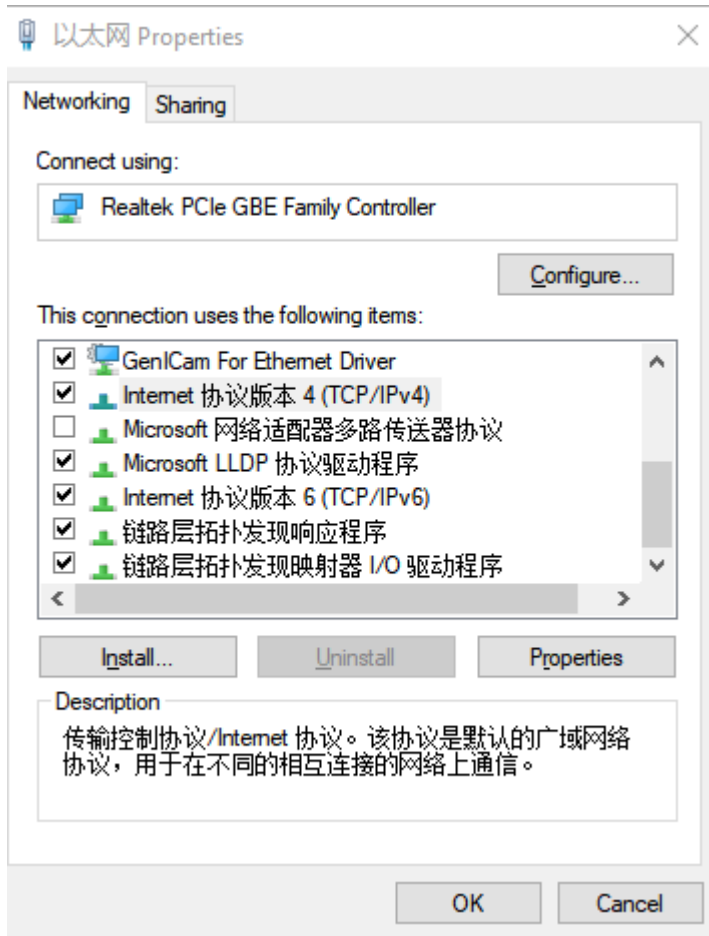 以太网 Properties
Networking
Sharing
Connect using:
Realtek PCIe GBE Family Controller
Configure...
This connection uses the following items:
GenICam For Ethernet Driver
Internet 协议版本 4 (TCP/IPv4)
Microsoft 网络适配器多路传送器协议
Microsoft LLDP 协议驱动程序
Internet 协议版本 6 (TCP/IPv6)
链路层拓扑发现响应程序
链路层拓扑发现映射器 I/O 驱动程序
Install...
Uninstall
Properties
Description
传输控制协议/Internet 协议。该协议是默认的广域网络
协议，用于在不同的相互连接的网络上通信。
OK
Cancel